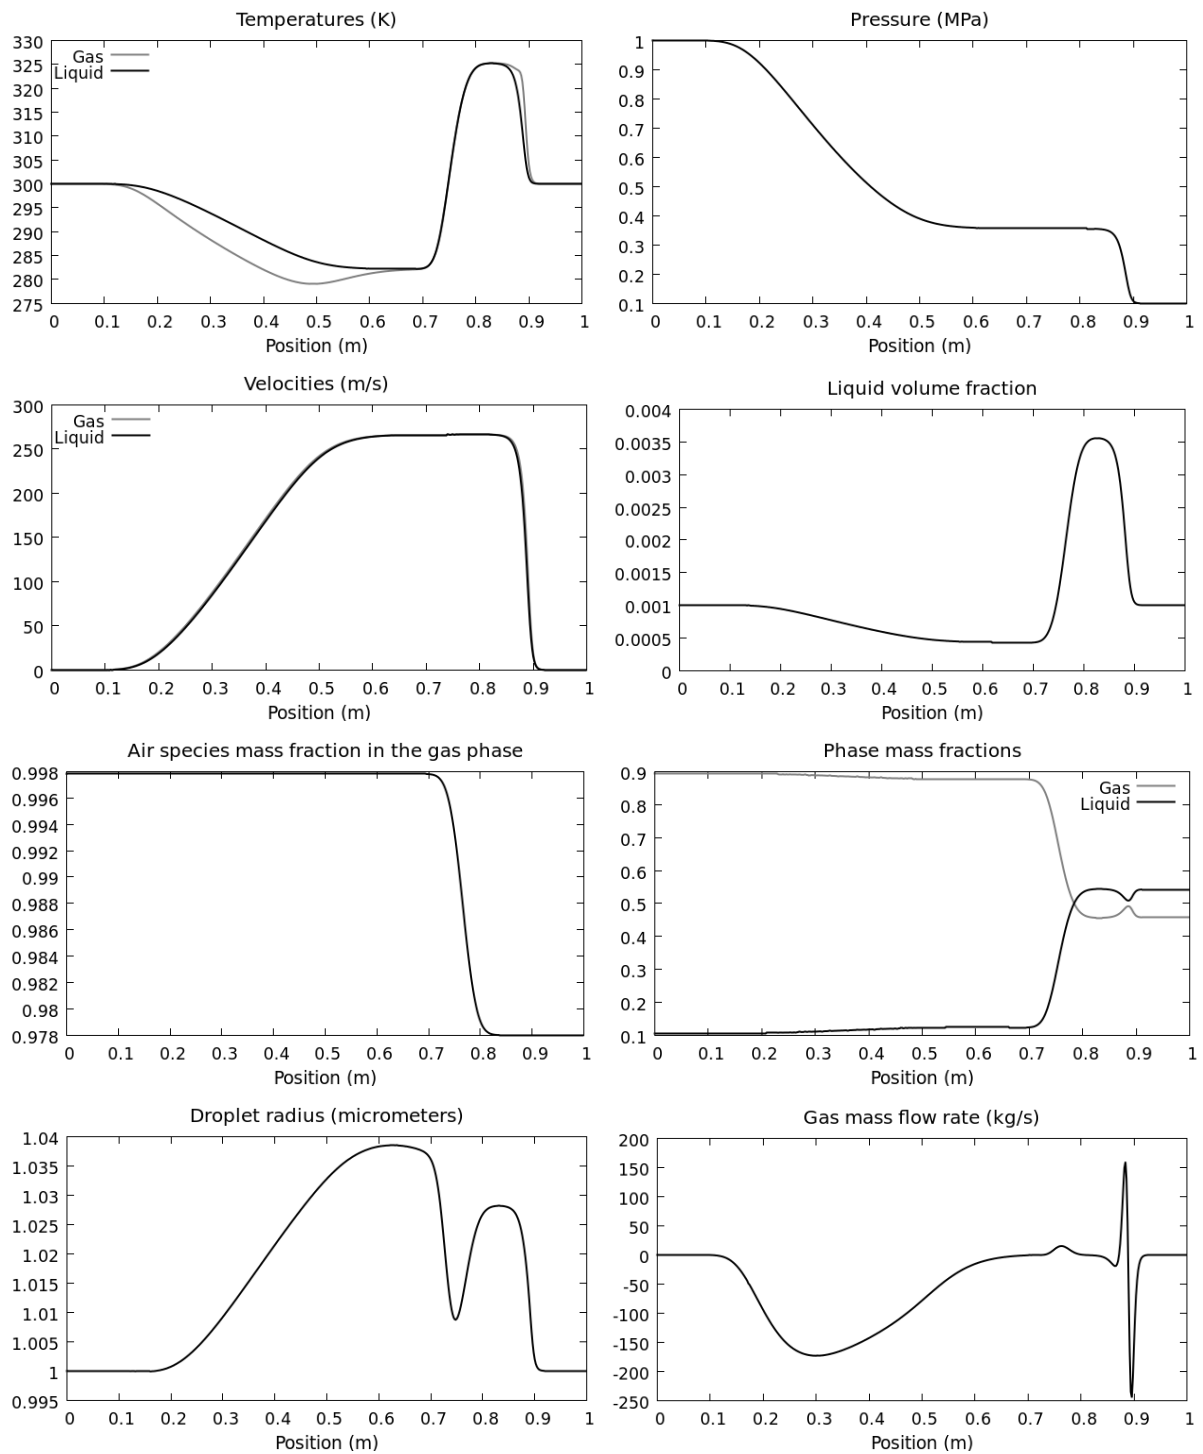 Temperatures (K)
330
325
320
315
310
305
300
295
290
285
280
275
Gas
Liquid
0 0.1 0.2 0.3 0.4 0.5 0.6 0.7 0.8 0.9 1
Position (m)
Pressure (MPa)
1
0.9
0.8
0.7
0.6
0.5
0.4
0.3
0.2
0.1
0 0.1 0.2 0.3 0.4 0.5 0.6 0.7 0.8 0.9 1
Position (m)
Velocities (m/s)
300
250
200
150
100
50
0
Gas
Liquid
0 0.1 0.2 0.3 0.4 0.5 0.6 0.7 0.8 0.9 1
Position (m)
Liquid volume fraction
0.004
0.0035
0.003
0.0025
0.002
0.0015
0.001
0.0005
0
0 0.1 0.2 0.3 0.4 0.5 0.6 0.7 0.8 0.9 1
Position (m)
Air species mass fraction in the gas phase
0.998
0.996
0.994
0.992
0.99
0.988
0.986
0.984
0.982
0.98
0.978
0 0.1 0.2 0.3 0.4 0.5 0.6 0.7 0.8 0.9 1
Position (m)
Phase mass fractions
0.9
0.8
0.7
0.6
0.5
0.4
0.3
0.2
0.1
Gas
Liquid
0 0.1 0.2 0.3 0.4 0.5 0.6 0.7 0.8 0.9 1
Position (m)
Droplet radius (micrometers)
1.04
1.035
1.03
1.025
1.02
1.015
1.01
1.005
1
0.995
0 0.1 0.2 0.3 0.4 0.5 0.6 0.7 0.8 0.9 1
Position (m)
Gas mass flow rate (kg/s)
200
150
100
50
0
-50
-100
-150
-200
-250
0 0.1 0.2 0.3 0.4 0.5 0.6 0.7 0.8 0.9 1
Position (m)